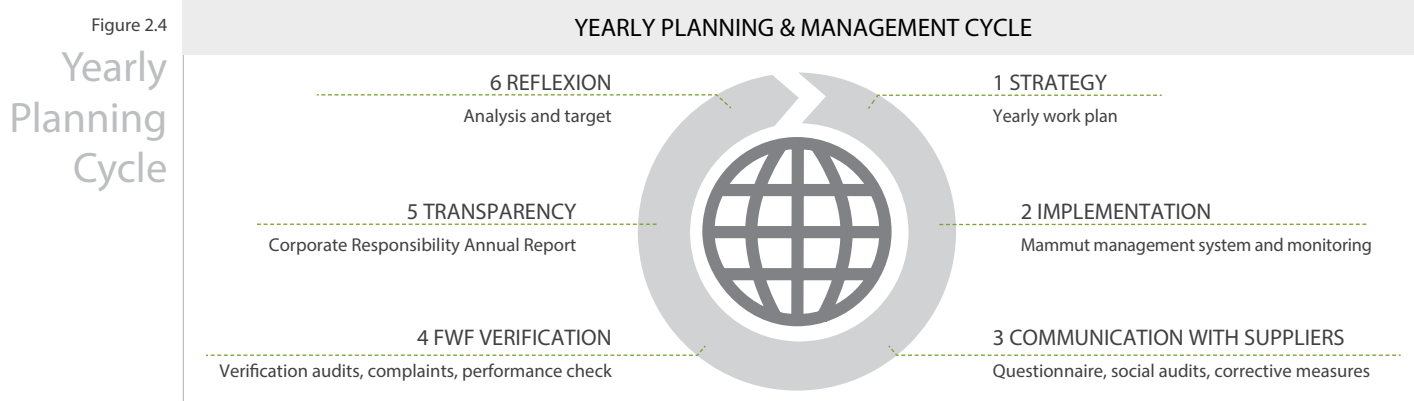 Figure 2.4
Yearly
Planning
Cycle
YEARLY PLANNING & MANAGEMENT CYCLE
1 STRATEGY
Yearly work plan
2 IMPLEMENTATION
Mammut management system and monitoring
3 COMMUNICATION WITH SUPPLIERS
Questionnaire, social audits, corrective measures
4 FWF VERIFICATION
Verification audits, complaints, performance check
5 TRANSPARENCY
Corporate Responsibility Annual Report
6 REFLEXION
Analysis and target